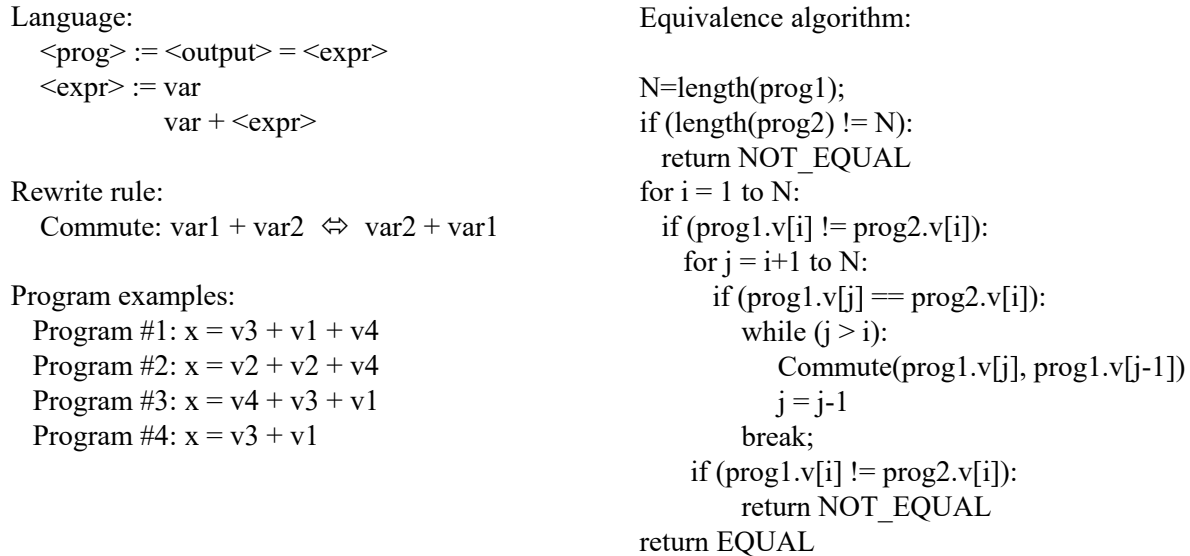 Language:
<prog> := <output> = <expr>
<expr> := var
var + <expr>
Rewrite rule:
Commute: var1 + var2 ⇔ var2 + var1
Program examples:
Program #1: x = v3 + v1 + v4
Program #2: x = v2 + v2 + v4
Program #3: x = v4 + v3 + v1
Program #4: x = v3 + v1
Equivalence algorithm:
N=length(prog1);
if (length(prog2) != N):
return NOT_EQUAL
for i = 1 to N:
if (prog1.v[i] != prog2.v[i]):
for j = i+1 to N:
if (prog1.v[j] == prog2.v[i]):
while (j > i):
Commute(prog1.v[j], prog1.v[j-1])
j = j-1
break;
if (prog1.v[i] != prog2.v[i]):
return NOT_EQUAL
return EQUAL